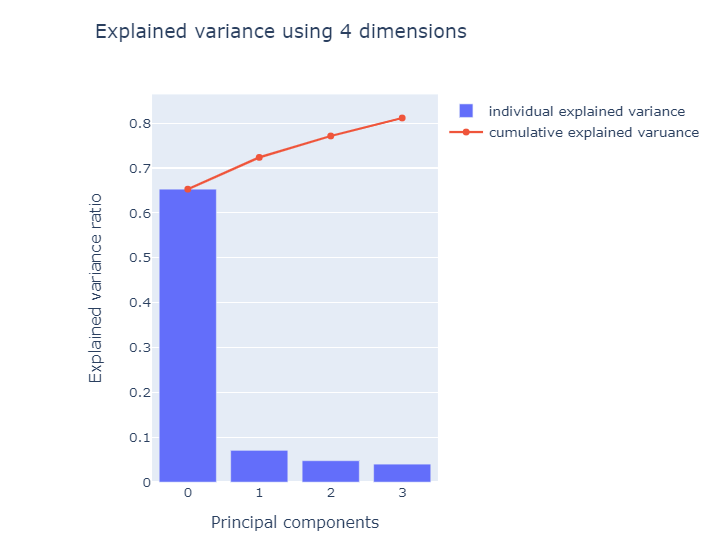 Explained variance using 4 dimensions
individual explained variance
cumulative explained varuance
Explained variance ratio
0.8
0.7
0.6
0.5
0.4
0.3
0.2
0.1
0
0 1 2 3
Principal components